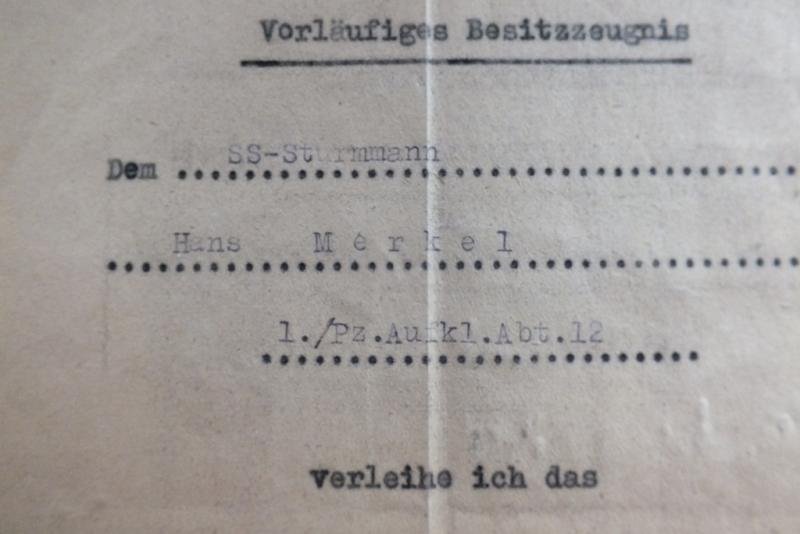 Vorläufiges Besitzzeugnis
Dem SS-Sturmmann
Hans Merkel
1./Pz.Aufkl.Abt.12
verleihe ich das